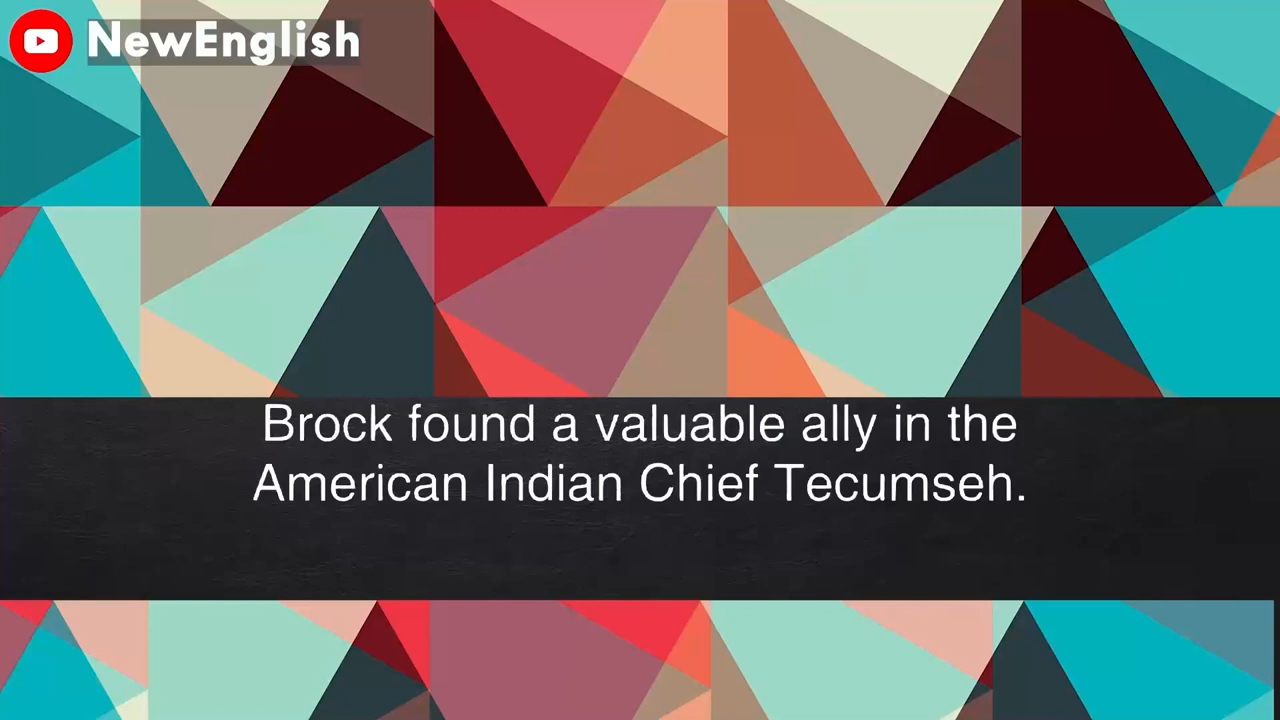 NewEnglish
Brock found a valuable ally in the
American Indian Chief Tecumseh.